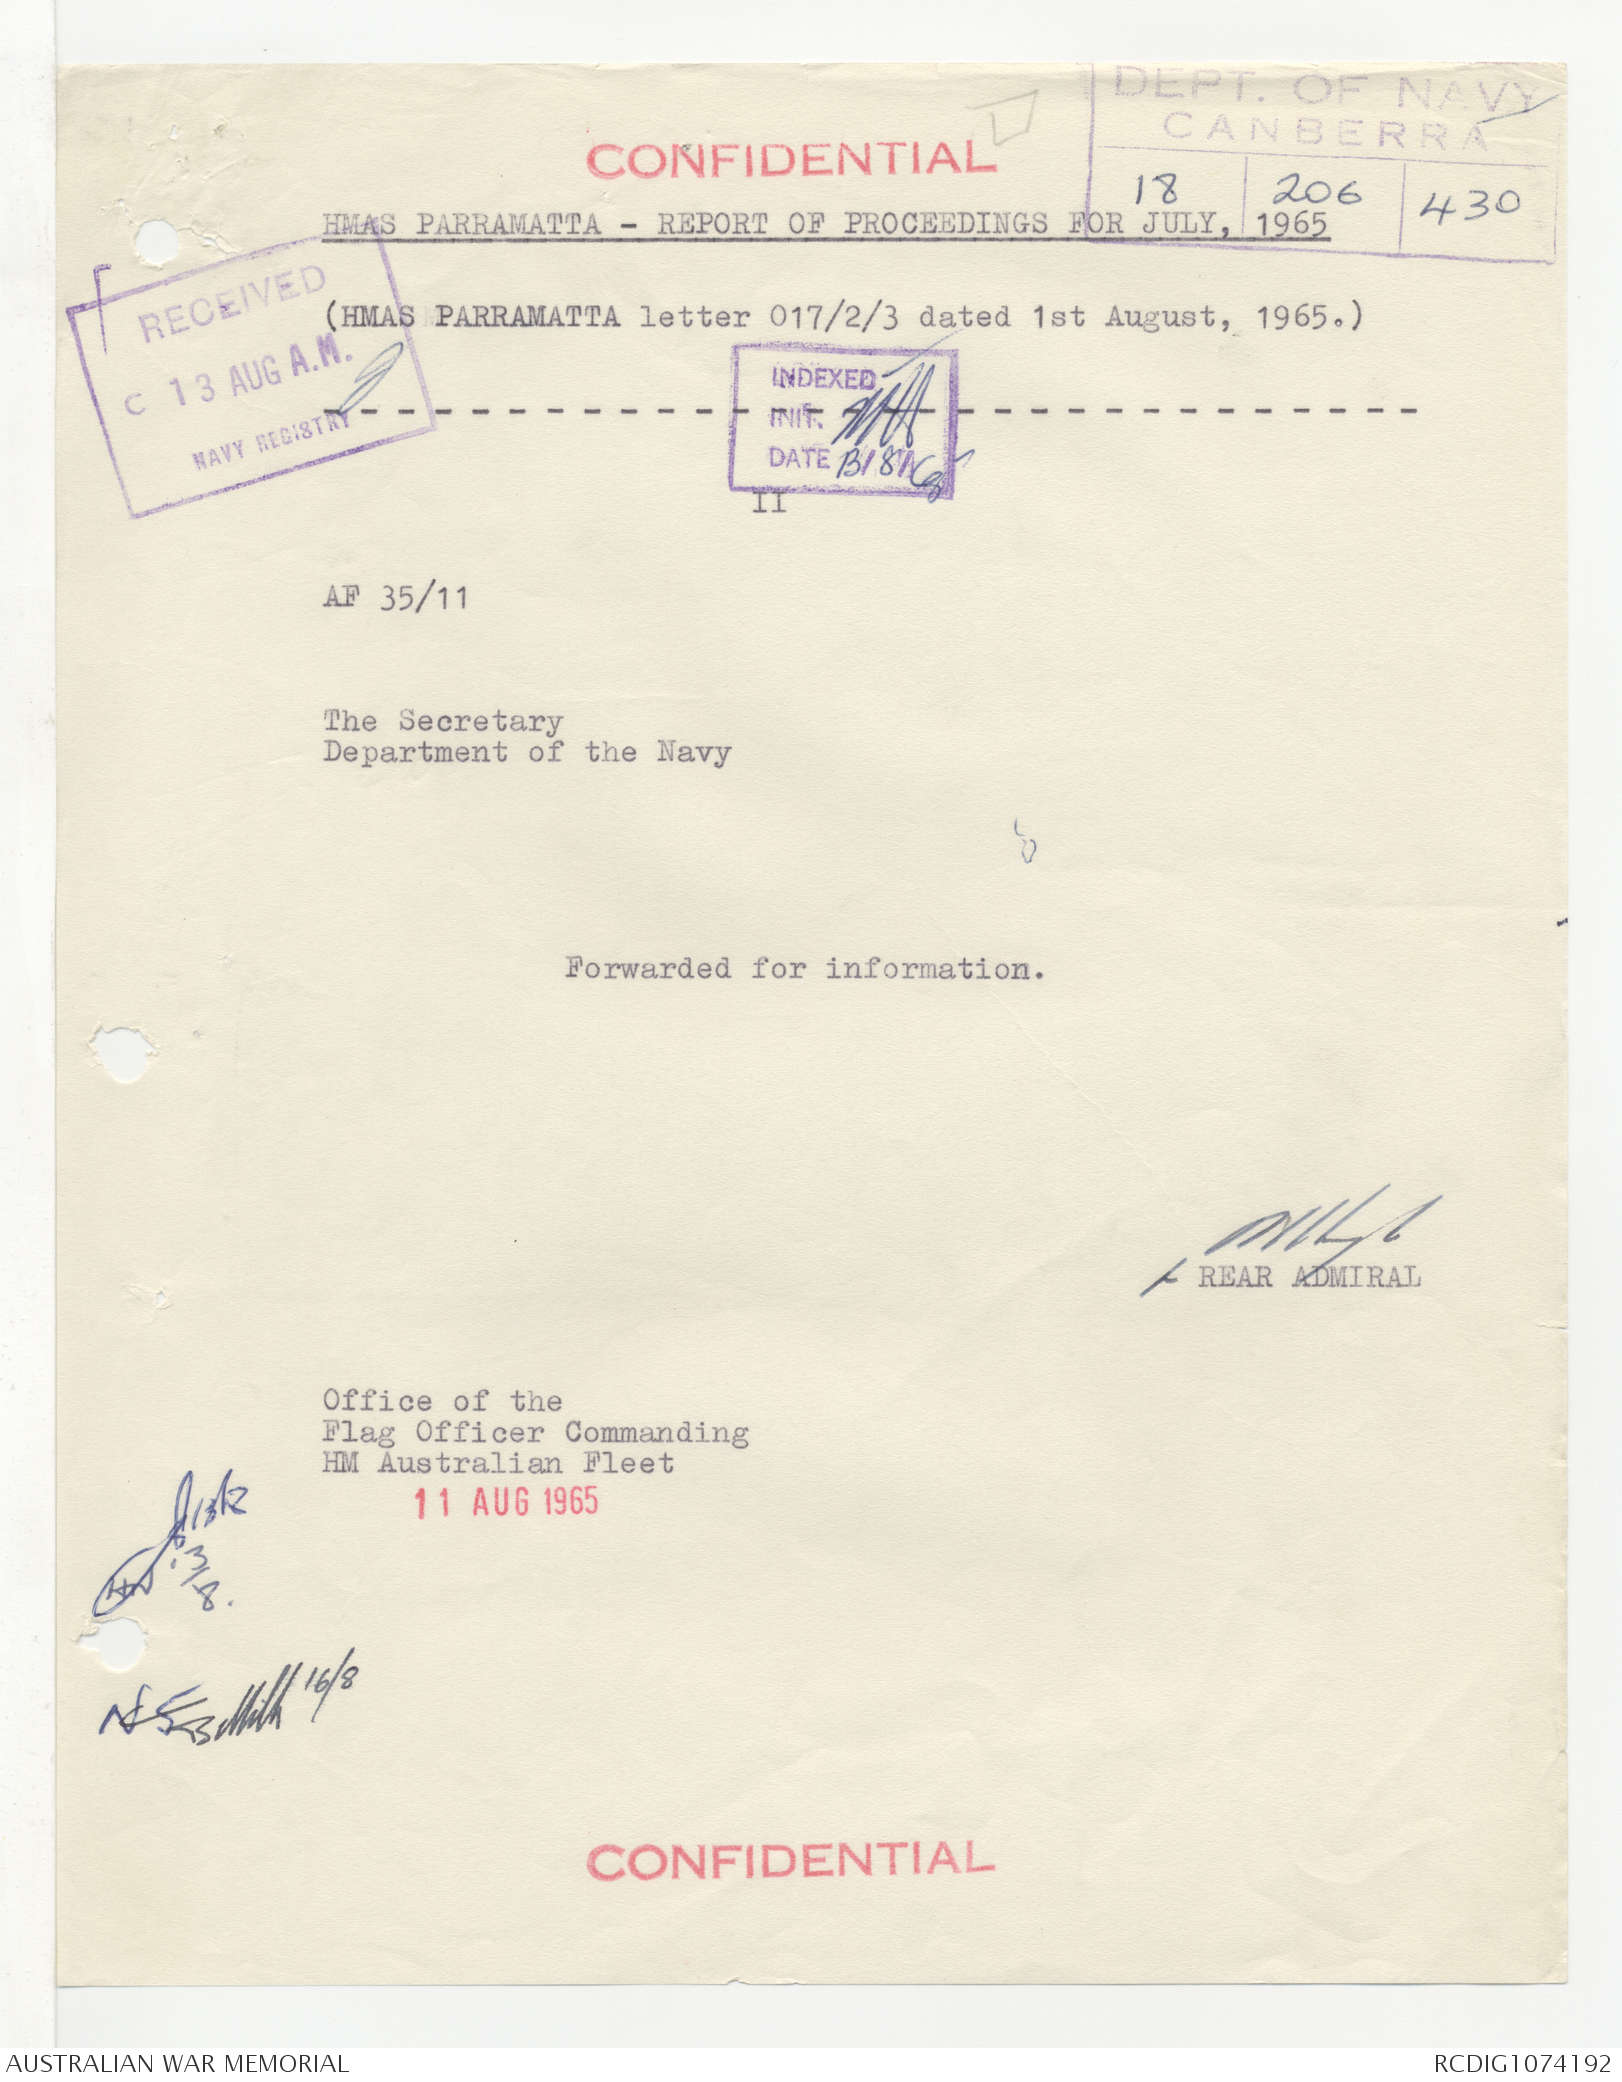 DEPT. OF NAVY
CANBERRA
18 206 430
CONFIDENTIAL
HMAS PARRAMATTA - REPORT OF PROCEEDINGS FOR JULY, 1965
RECEIVED
C 13 AUG A.M.
NAVY REGISTRY
(HMAS PARRAMATTA letter 017/2/3 dated 1st August, 1965.)
INDEXED
INIT.
DATE 13/8/65
II
AF 35/11
The Secretary
Department of the Navy
Forwarded for information.
REAR ADMIRAL
Office of the
Flag Officer Commanding
HM Australian Fleet
11 AUG 1965
16/8
CONFIDENTIAL
AUSTRALIAN WAR MEMORIAL
RCDIG1074192